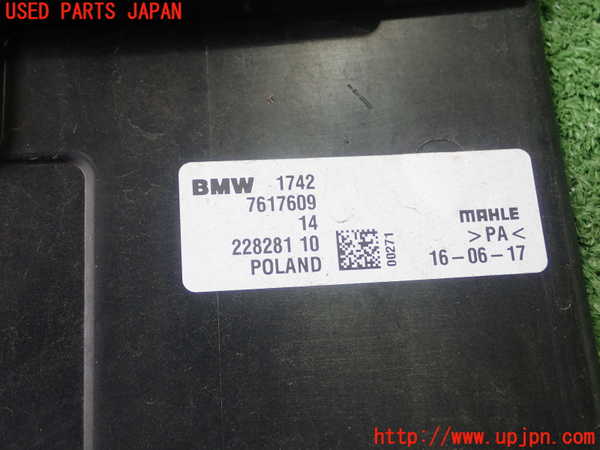 USED PARTS JAPAN
BMW 1742
7617609
14
228281 10
POLAND
00271
MAHLE
>PA<
16-06-17
http://www.upjpn.com/